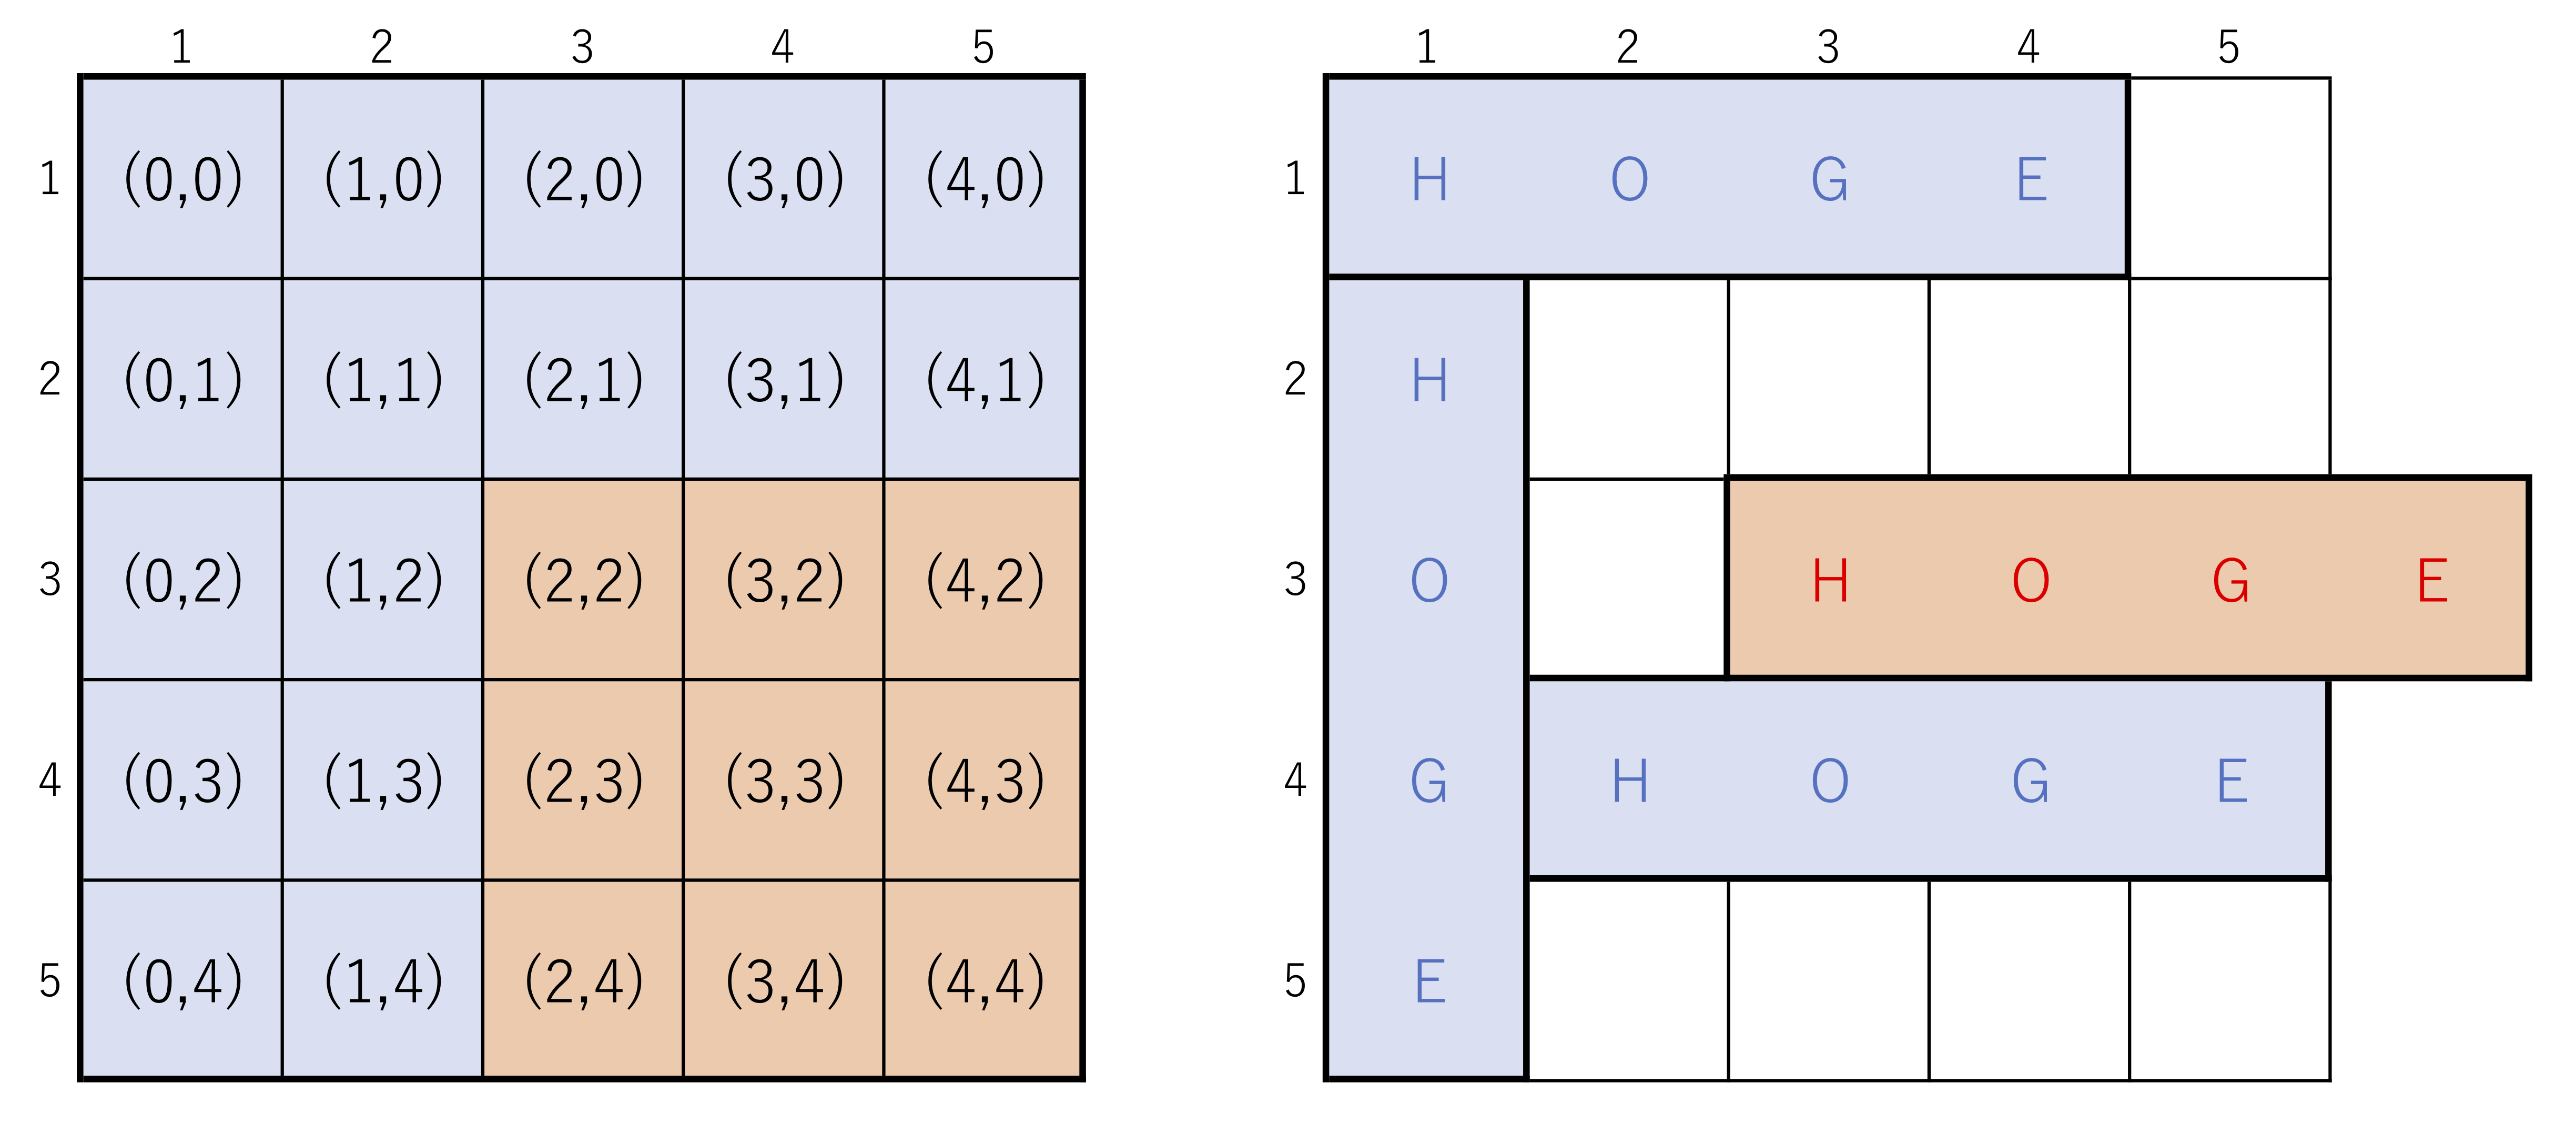 1 2 3 4 5
1 (0,0) (1,0) (2,0) (3,0) (4,0)
2 (0,1) (1,1) (2,1) (3,1) (4,1)
3 (0,2) (1,2) (2,2) (3,2) (4,2)
4 (0,3) (1,3) (2,3) (3,3) (4,3)
5 (0,4) (1,4) (2,4) (3,4) (4,4)
1 2 3 4 5
1 H O G E
2 H
3 O H O G E
4 G H O G E
5 E